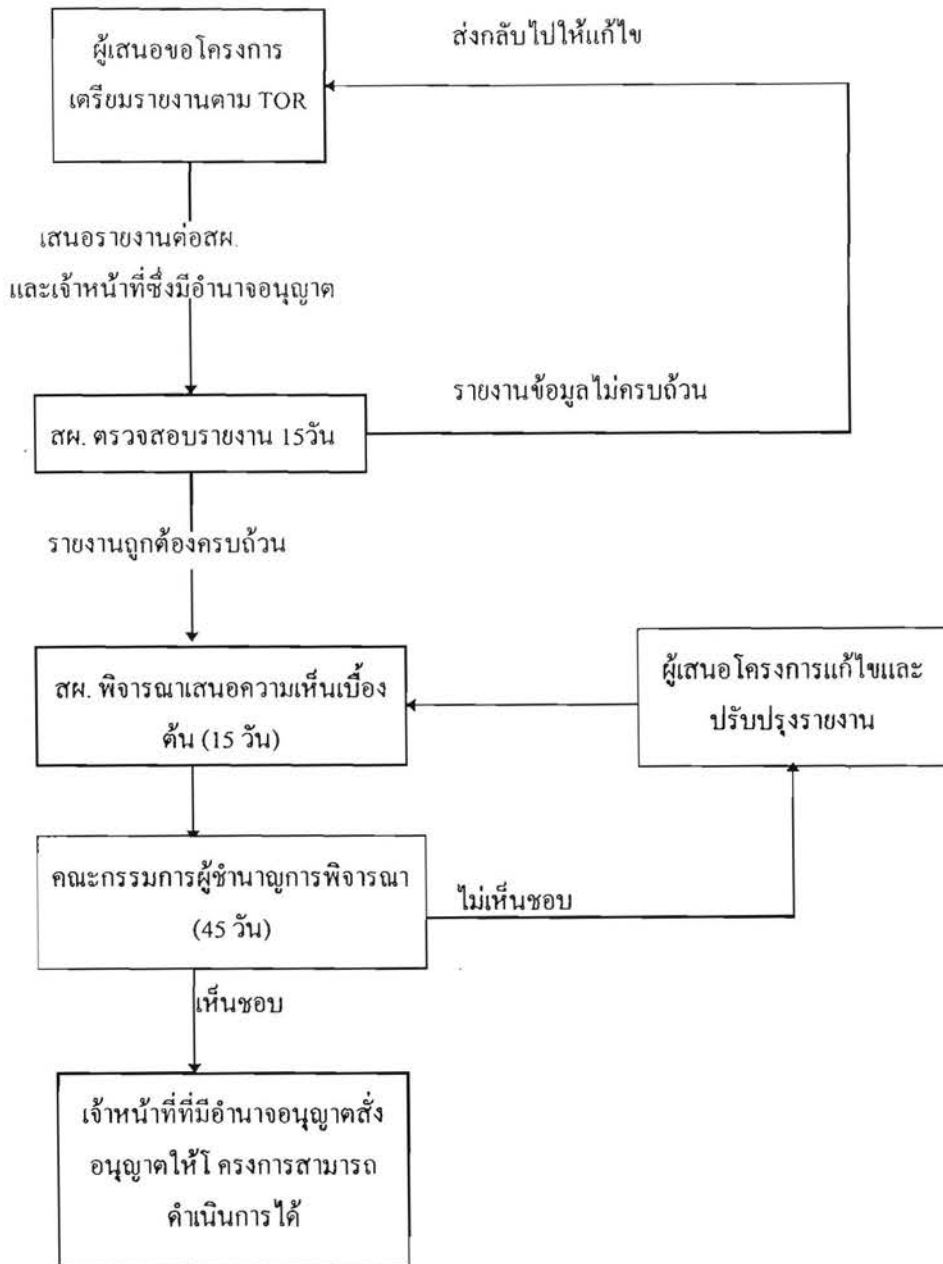 ส่งกลับไปให้แก้ไข
ผู้เสนอขอโครงการ
เตรียมรายงานตาม TOR
เสนอรายงานต่อสผ.
และเจ้าหน้าที่ซึ่งมีอำนาจอนุญาต
รายงานข้อมูลไม่ครบถ้วน
สผ. ตรวจสอบรายงาน 15วัน
รายงานถูกต้องครบถ้วน
สผ. พิจารณาเสนอความเห็นเบื้อง
ต้น (15 วัน)
ผู้เสนอโครงการแก้ไขและ
ปรับปรุงรายงาน
คณะกรรมการผู้ชำนาญการพิจารณา
(45 วัน)
ไม่เห็นชอบ
เห็นชอบ
เจ้าหน้าที่ที่มีอำนาจอนุญาตสั่ง
อนุญาตให้โ ครงการสามารถ
ดำเนินการได้